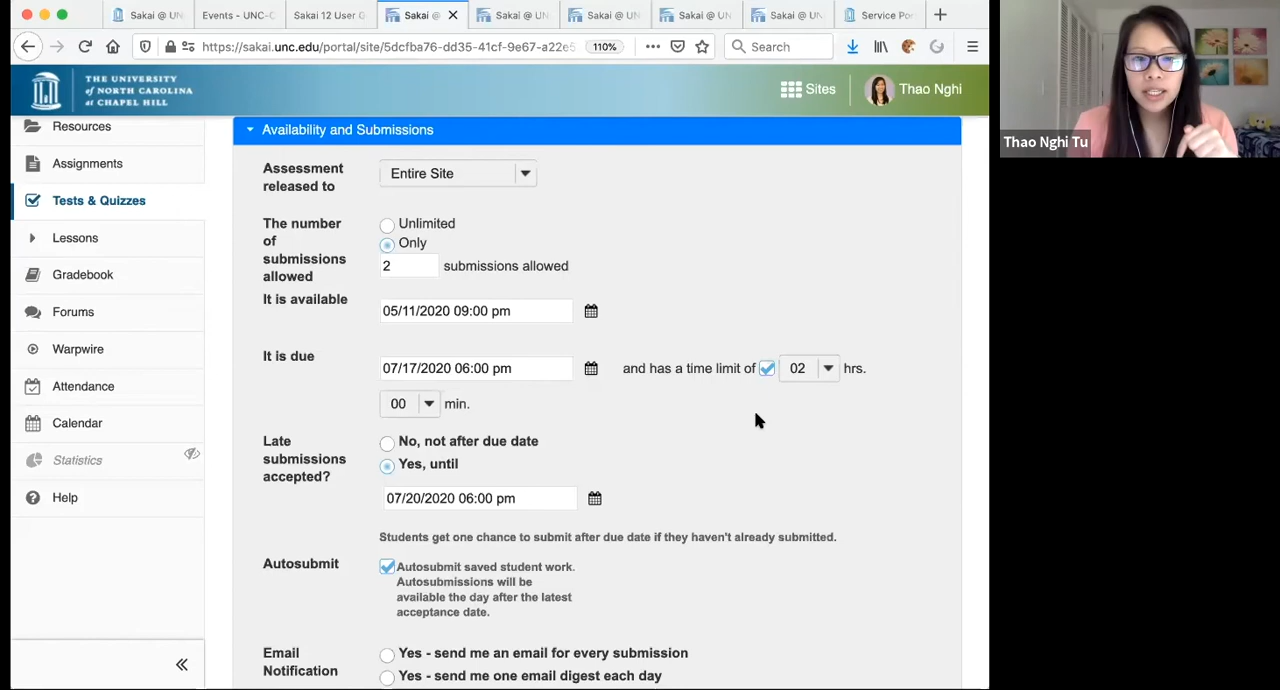 Sakai @ UN
Events - UNC-C
Sakai 12 User G
Sakai @
Sakai @ UN
Sakai @ UN
Sakai @ UN
Sakai @ UN
Service Po
https://sakai.unc.edu/portal/site/5dcfba76-dd35-41cf-9e67-a22e5
110%
Search
THE UNIVERSITY
of NORTH CAROLINA
at CHAPEL HILL
Sites
Thao Nghi
Thao Nghi Tu
Resources
Assignments
Tests & Quizzes
Lessons
Gradebook
Forums
Warpwire
Attendance
Calendar
Statistics
Help
Availability and Submissions
Assessment
released to
Entire Site
The number
of
submissions
allowed
Unlimited
Only
2 submissions allowed
It is available
05/11/2020 09:00 pm
It is due
07/17/2020 06:00 pm and has a time limit of 02 hrs.
00 min.
Late
submissions
accepted?
No, not after due date
Yes, until
07/20/2020 06:00 pm
Students get one chance to submit after due date if they haven't already submitted.
Autosubmit
Autosubmit saved student work.
Autosubmissions will be
available the day after the latest
acceptance date.
Email
Notification
Yes - send me an email for every submission
Yes - send me one email digest each day